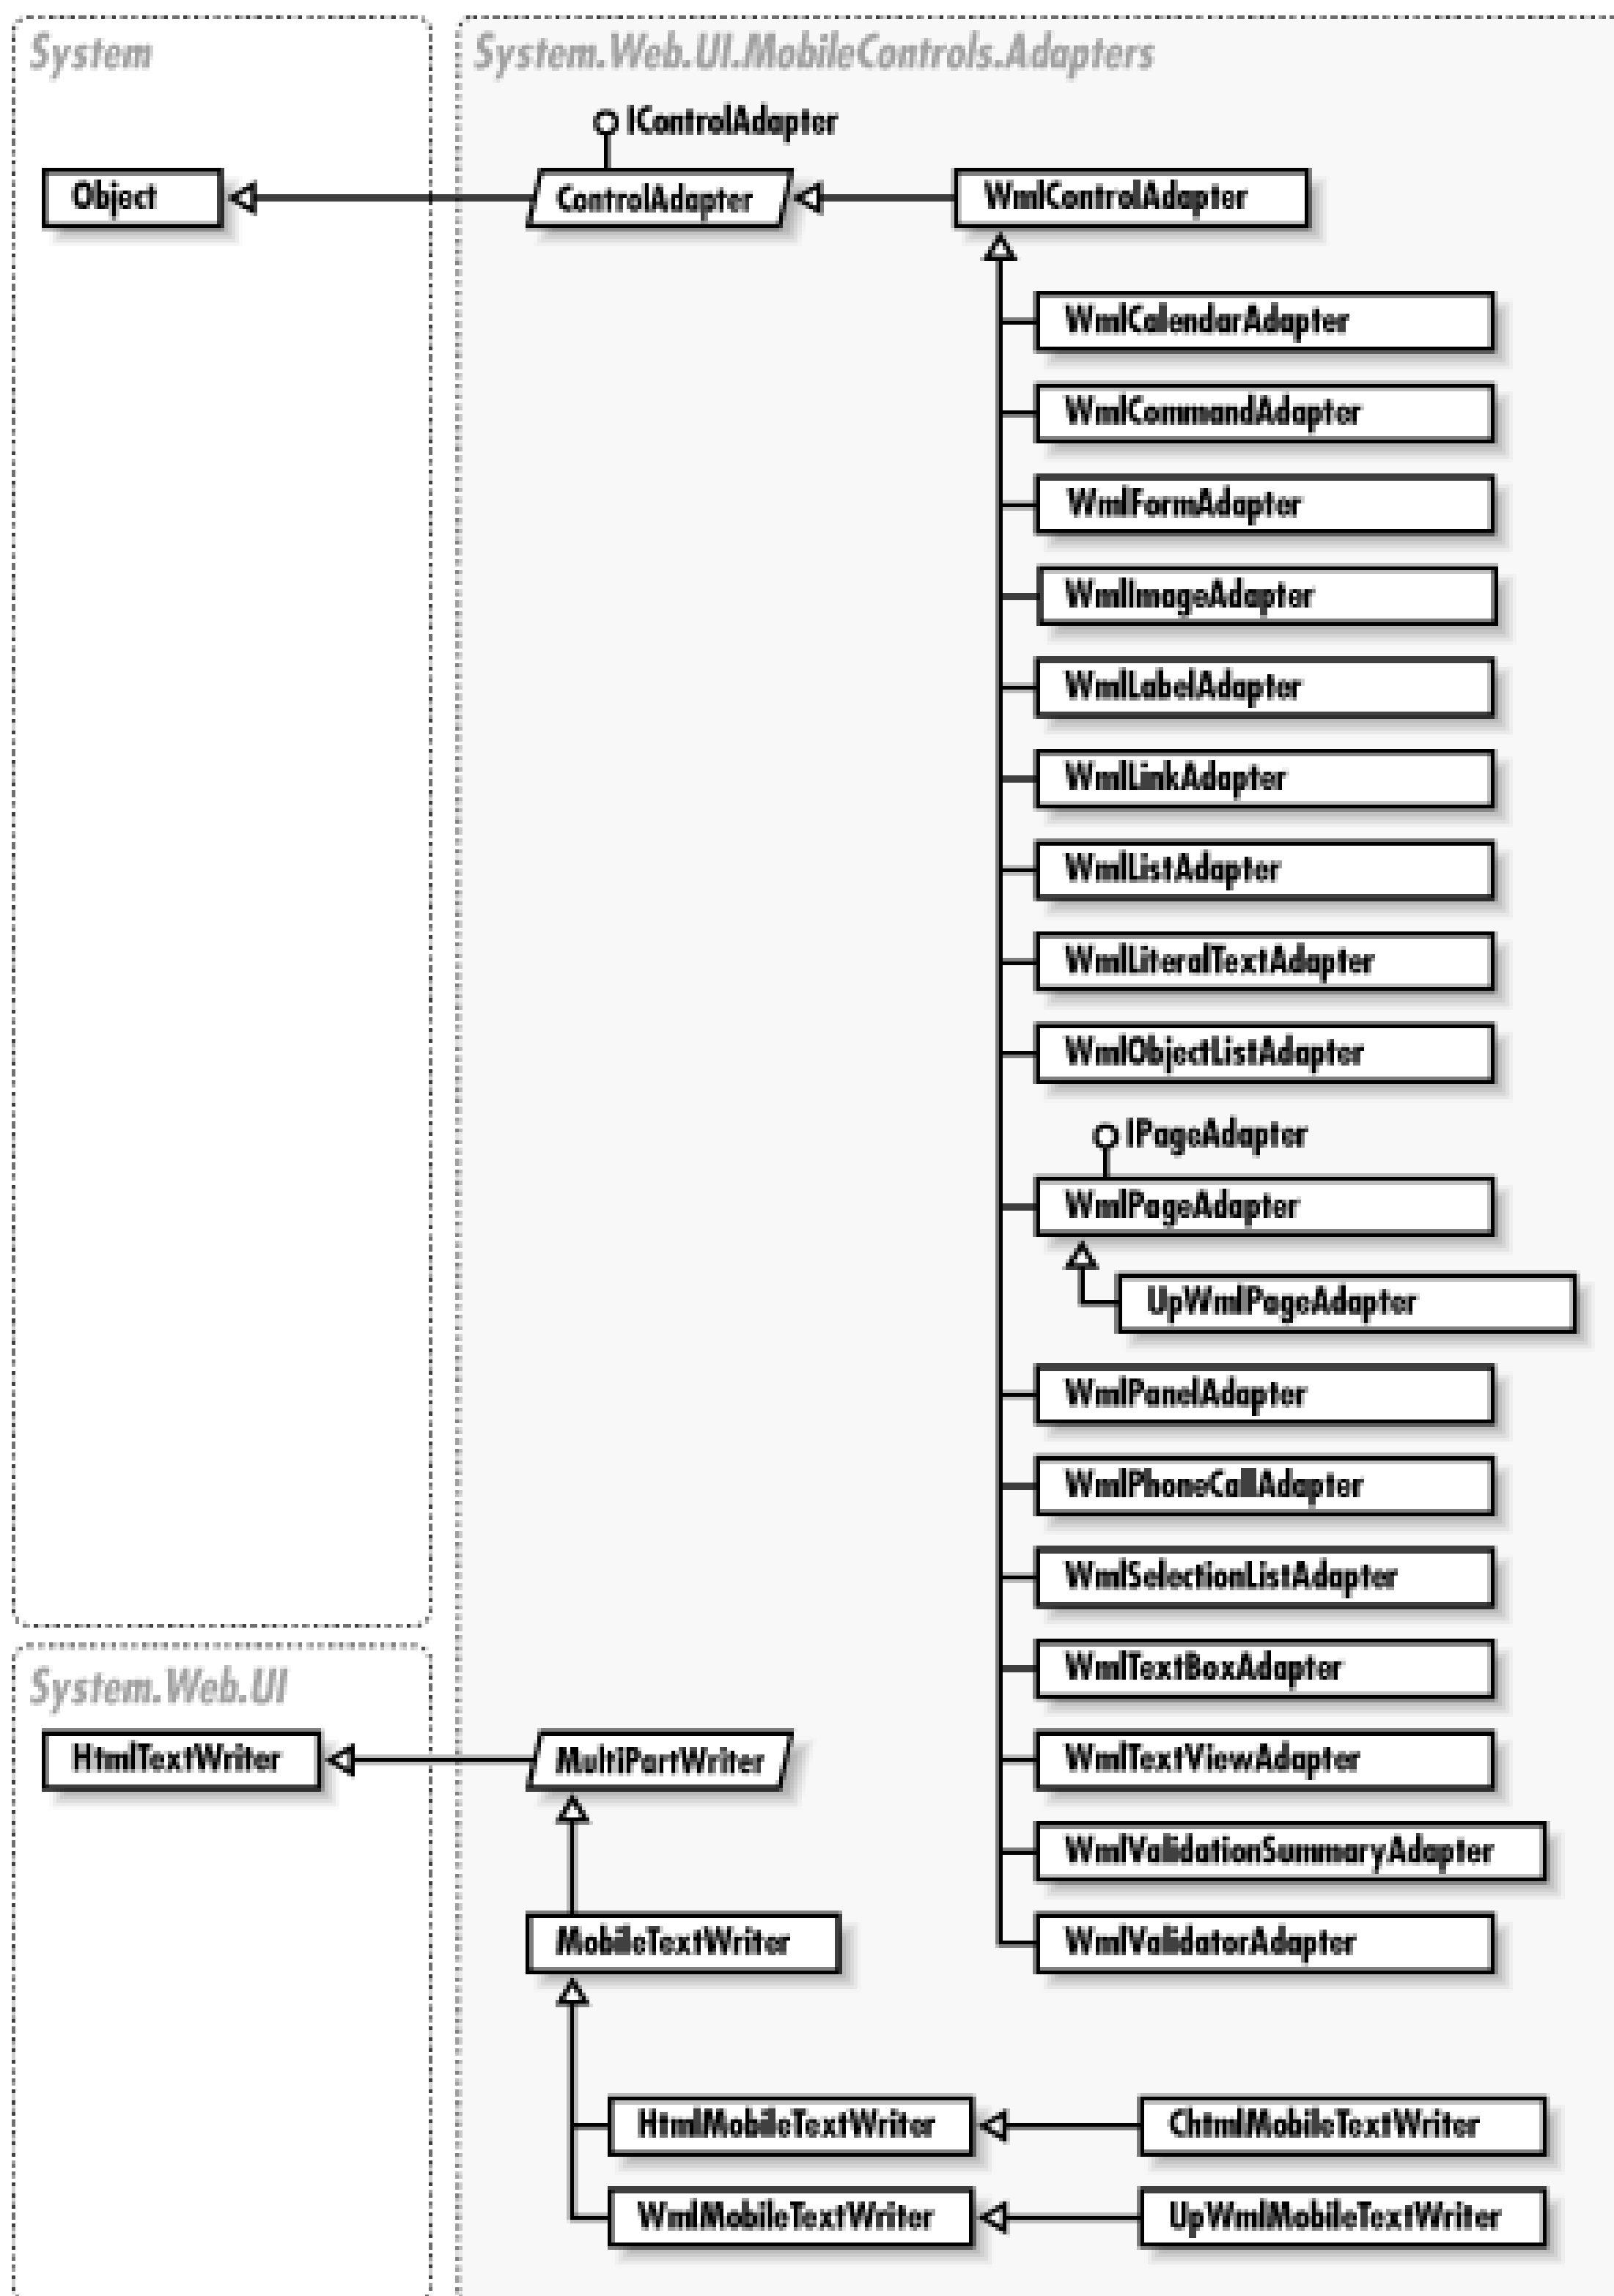 System
System.Web.UI.MobileControls.Adapters
IControlAdapter
Object
ControlAdapter
WmlControlAdapter
WmlCalendarAdapter
WmlCommandAdapter
WmlFormAdapter
WmlImageAdapter
WmlLabelAdapter
WmlLinkAdapter
WmlListAdapter
WmlLiteralTextAdapter
WmlObjectListAdapter
IPageAdapter
WmlPageAdapter
UpWmlPageAdapter
WmlPanelAdapter
WmlPhoneCallAdapter
WmlSelectionListAdapter
WmlTextBoxAdapter
System.Web.UI
HtmlTextWriter
MultiPartWriter
WmlTextViewAdapter
WmlValidationSummaryAdapter
MobileTextWriter
WmlValidatorAdapter
HtmlMobileTextWriter
ChtmlMobileTextWriter
WmlMobileTextWriter
UpWmlMobileTextWriter